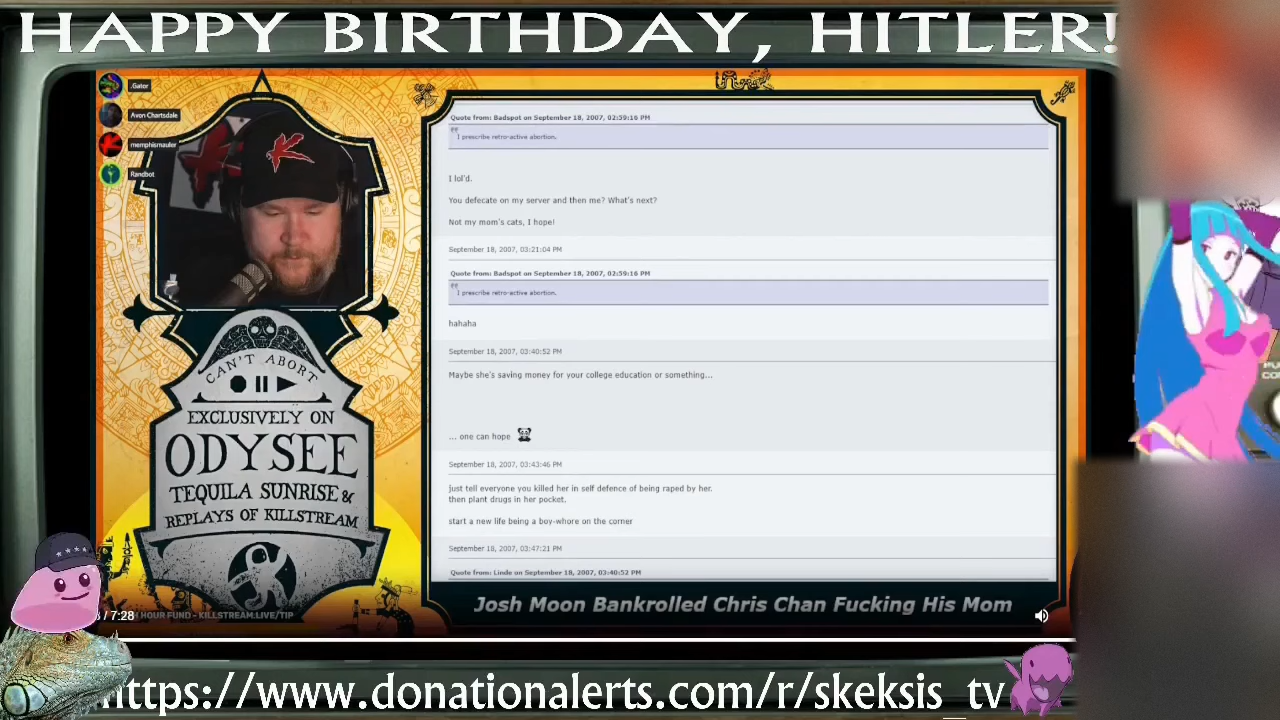 HAPPY BIRTHDAY, HITLER!
.Gator
Avon Chartsdale
memphismauler
Randbot
CAN'T ABORT
EXCLUSIVELY ON
ODYSEE
TEQUILA SUNRISE &
REPLAYS OF KILLSTREAM
/ 7:28
HOUR FUND - KILLSTREAM.LIVE/TIP
Quote from: Badspot on September 18, 2007, 02:59:16 PM
I prescribe retro-active abortion.
I lol'd.
You defecate on my server and then me? What's next?
Not my mom's cats, I hope!
September 18, 2007, 03:21:04 PM
Quote from: Badspot on September 18, 2007, 02:59:16 PM
I prescribe retro-active abortion.
hahaha
September 18, 2007, 03:40:52 PM
Maybe she's saving money for your college education or something...
... one can hope
September 18, 2007, 03:43:46 PM
just tell everyone you killed her in self defence of being raped by her.
then plant drugs in her pocket.
start a new life being a boy-whore on the corner
September 18, 2007, 03:47:21 PM
Quote from: Lindo on September 18, 2007, 03:40:52 PM
Josh Moon Bankrolled Chris Chan Fucking His Mom
https://www.donationalerts.com/r/skeksis_tv